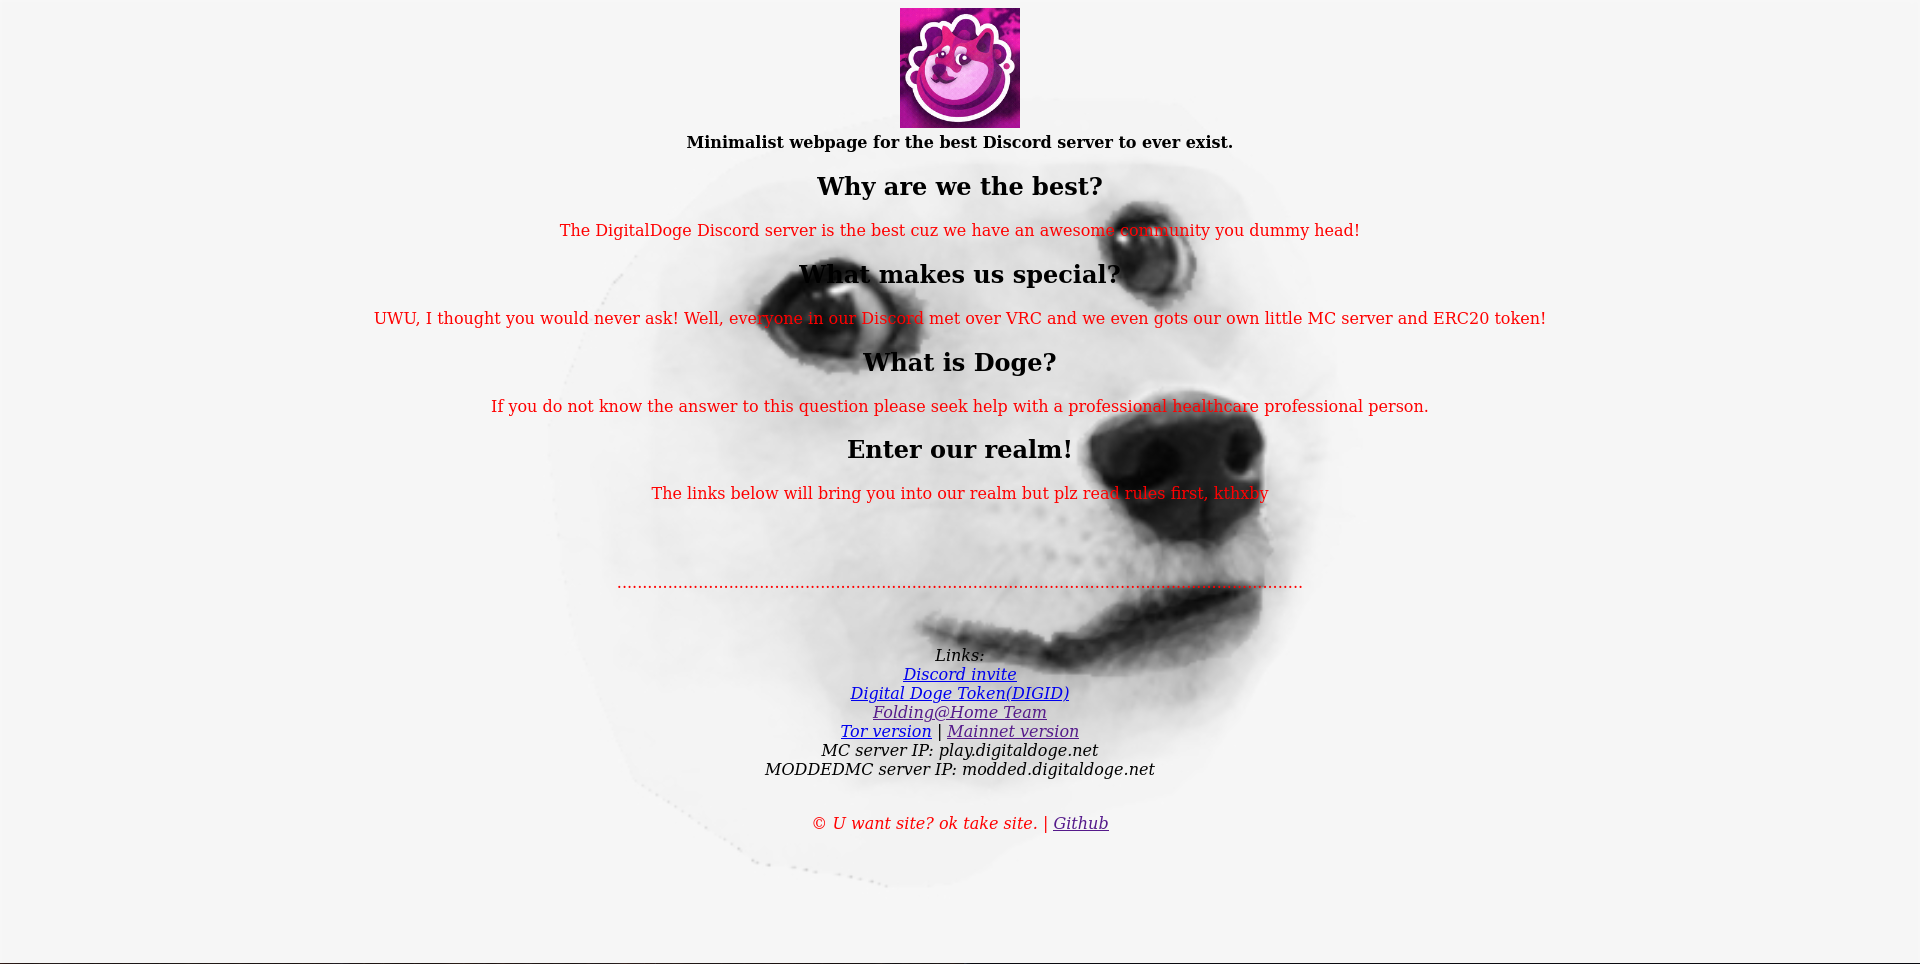 Minimalist webpage for the best Discord server to ever exist.
Why are we the best?
The DigitalDoge Discord server is the best cuz we have an awesome community you dummy head!
What makes us special?
UWU, I thought you would never ask! Well, everyone in our Discord met over VRC and we even gots our own little MC server and ERC20 token!
What is Doge?
If you do not know the answer to this question please seek help with a professional healthcare professional person.
Enter our realm!
The links below will bring you into our realm but plz read rules first, kthxby
Links:
Discord invite
Digital Doge Token(DIGID)
Folding@Home Team
Tor version | Mainnet version
MC server IP: play.digitaldoge.net
MODDEDMC server IP: modded.digitaldoge.net
© U want site? ok take site. | Github